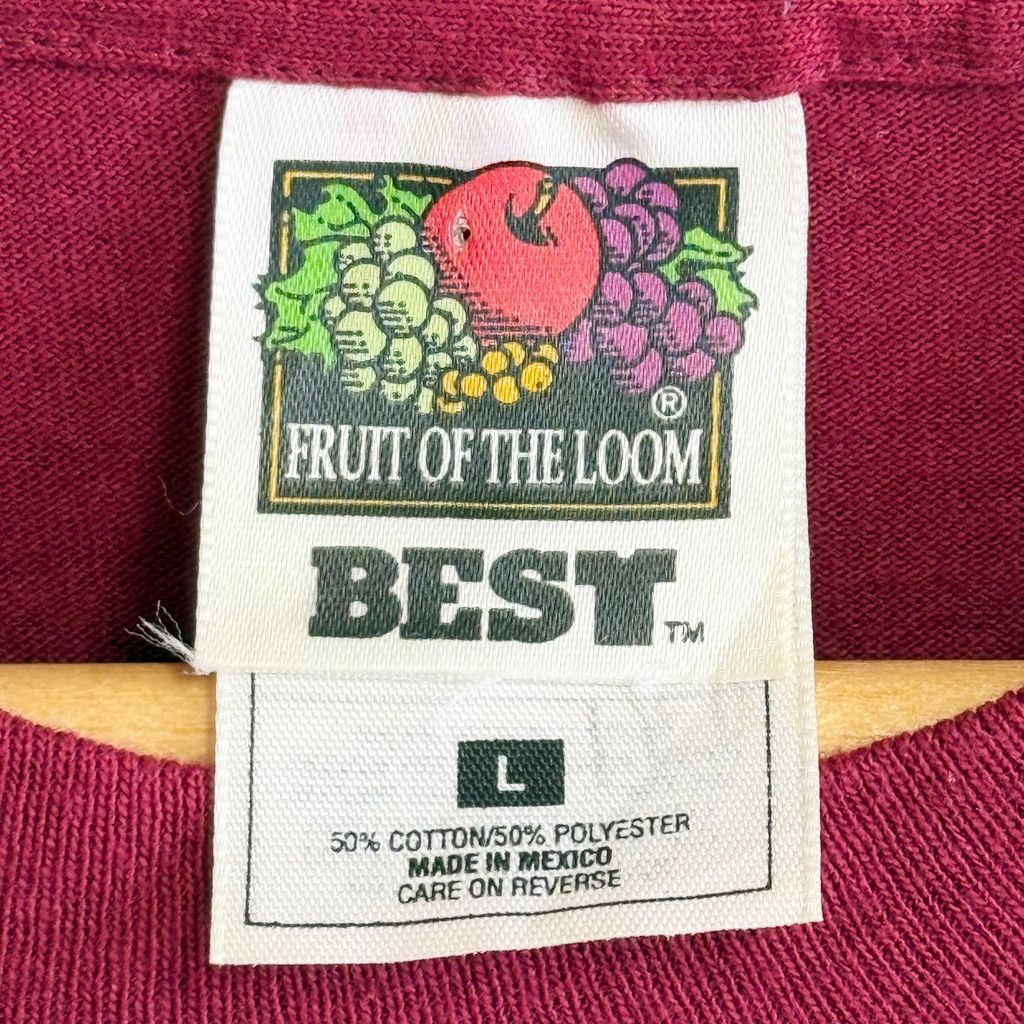 ®
FRUIT OF THE LOOM
BEST™
L
50% COTTON/50% POLYESTER
MADE IN MEXICO
CARE ON REVERSE